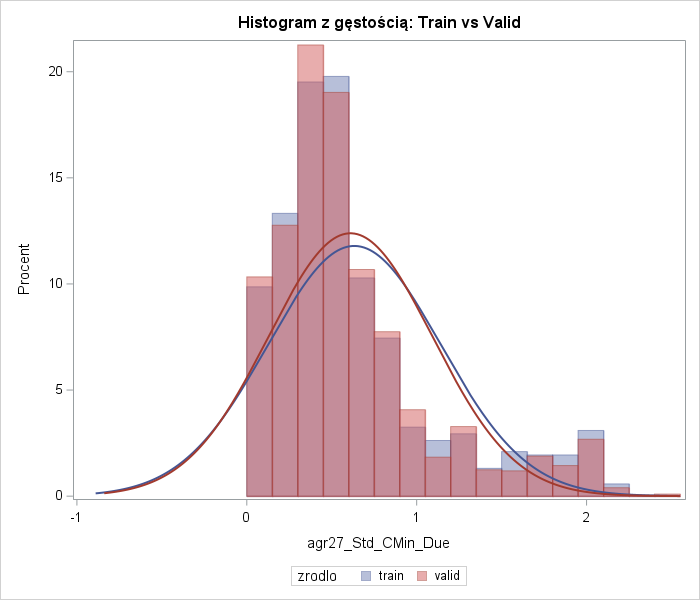 Histogram z gęstością: Train vs Valid
20
15
10
5
0
Procent
-1
0
1
2
agr27_Std_CMin_Due
zrodlo train valid